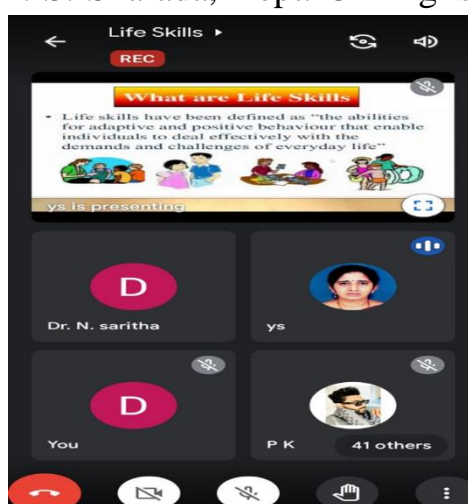 Life Skills
REC
What are Life Skills
• Life skills have been defined as "the abilities
for adaptive and positive behaviour that enable
individuals to deal effectively with the
demands and challenges of everyday life"
ys is presenting
D
Dr. N. saritha
ys
D
You
P K
41 others